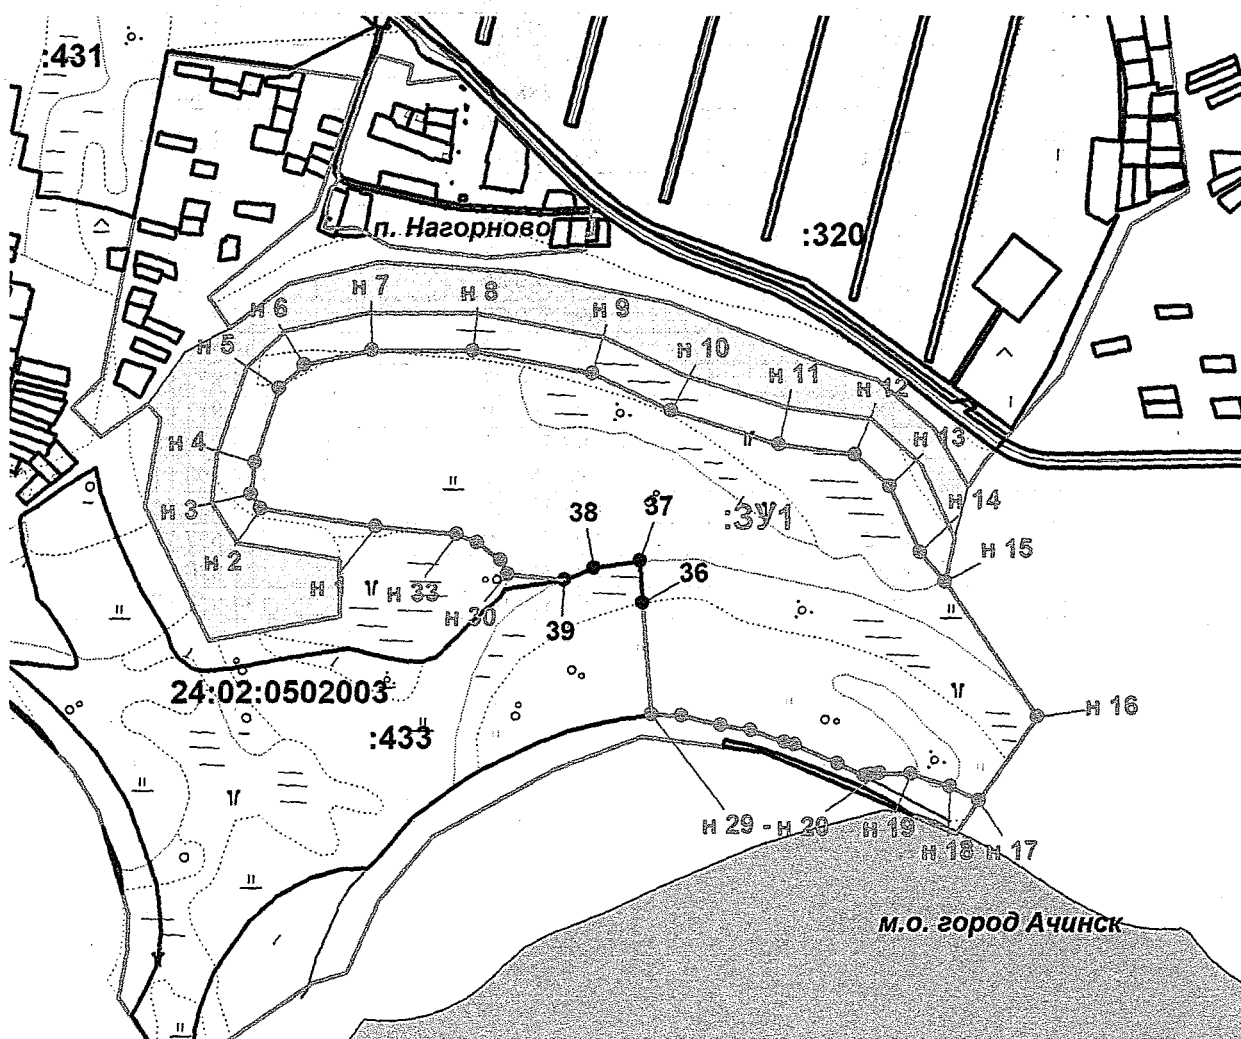 :431
п. Нагорново
:320
н 7
н 8
н 6
н 9
н 5
н 10
н 11
н 12
н 4
н 13
н 3
38
37
:ЗУ1
н 14
н 2
н 15
н 1
н 33
36
н 30
39
24:02:0502003
:433
н 16
н 29 - н 20
н 19
н 18
н 17
м.о. город Ачинск